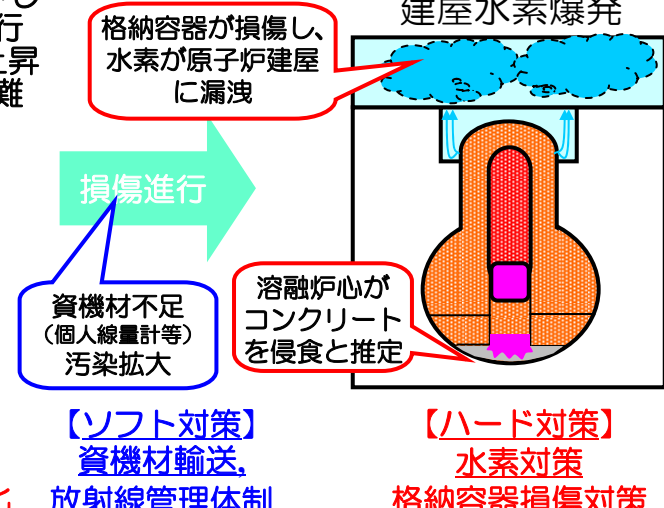 行
昇
難
格納容器が損傷し、
水素が原子炉建屋
に漏洩
建屋水素爆発
損傷進行
資機材不足
（個人線量計等）
汚染拡大
溶融炉心が
コンクリート
を侵食と推定
【ソフト対策】
資機材輸送,
放射線管理体制
【ハード対策】
水素対策
格納容器損傷対策